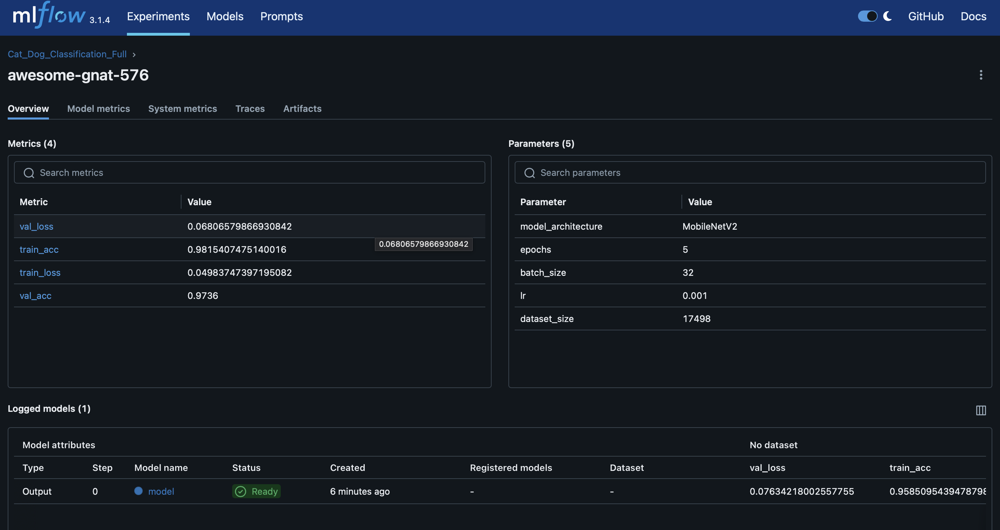 mlflow 3.1.4 Experiments Models Prompts GitHub Docs
Cat_Dog_Classification_Full ›
awesome-gnat-576
Overview Model metrics System metrics Traces Artifacts
Metrics (4)
Search metrics
Metric Value
val_loss 0.06806579866930842
0.06806579866930842
train_acc 0.9815407475140016
train_loss 0.04983747397195082
val_acc 0.9736
Parameters (5)
Search parameters
Parameter Value
model_architecture MobileNetV2
epochs 5
batch_size 32
lr 0.001
dataset_size 17498
Logged models (1)
Model attributes No dataset
Type Step Model name Status Created Registered models Dataset val_loss train_acc
Output 0 model Ready 6 minutes ago - - 0.07634218002557755 0.9585095439478798